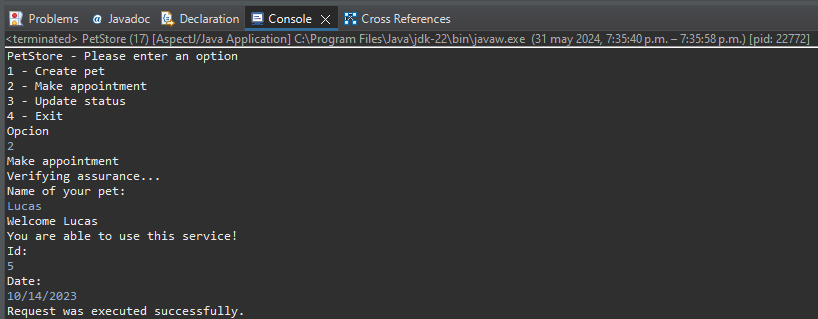 Problems @ Javadoc Declaration Console Cross References
<terminated> PetStore (17) [AspectJ/Java Application] C:\Program Files\Java\jdk-22\bin\javaw.exe (31 may 2024, 7:35:40 p.m. – 7:35:58 p.m.) [pid: 22772]
PetStore - Please enter an option
1 - Create pet
2 - Make appointment
3 - Update status
4 - Exit
Opcion
2
Make appointment
Verifying assurance...
Name of your pet:
Lucas
Welcome Lucas
You are able to use this service!
Id:
5
Date:
10/14/2023
Request was executed successfully.